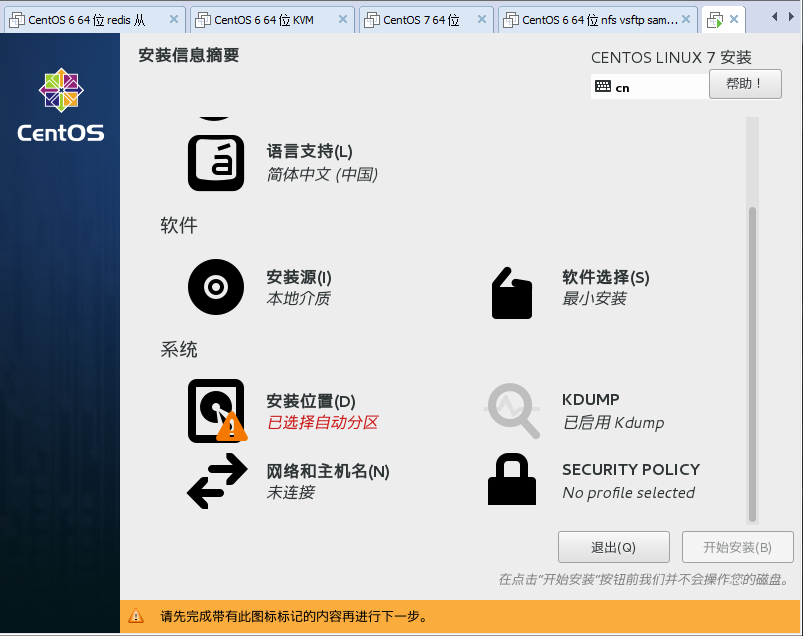 CentOS 6 64 位 redis 从
CentOS 6 64 位 KVM
CentOS 7 64 位
CentOS 6 64 位 nfs vsftp sam...
安装信息摘要
CENTOS LINUX 7 安装
cn
帮助！
CentOS
语言支持(L)
简体中文 (中国)
软件
安装源(I)
本地介质
软件选择(S)
最小安装
系统
安装位置(D)
已选择自动分区
KDUMP
已启用 Kdump
网络和主机名(N)
未连接
SECURITY POLICY
No profile selected
退出(Q)
开始安装(B)
在点击"开始安装"按钮前我们并不会操作您的磁盘。
请先完成带有此图标标记的内容再进行下一步。